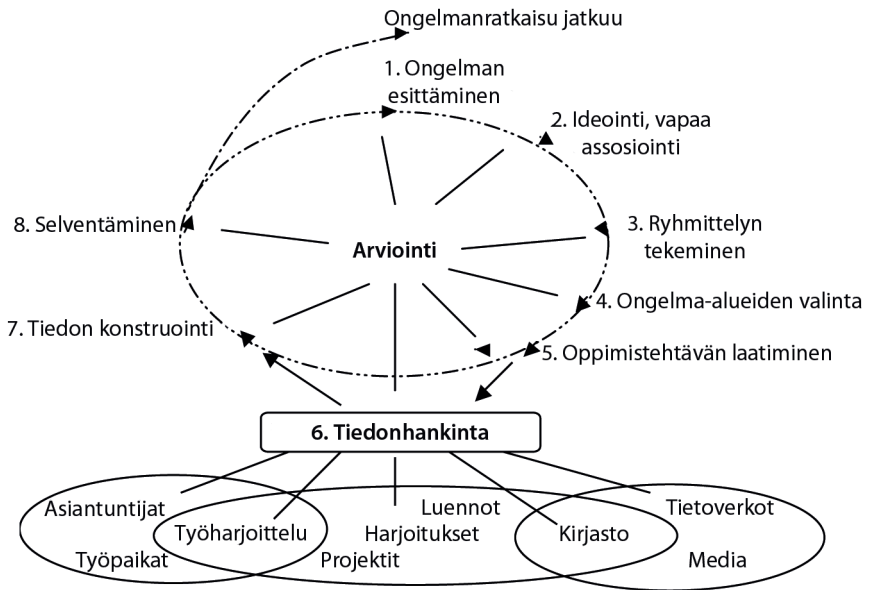 Ongelmanratkaisu jatkuu
1. Ongelman
esittäminen
2. Ideointi, vapaa
assosiointi
3. Ryhmittelyn
tekeminen
4. Ongelma-alueiden valinta
5. Oppimistehtävän laatiminen
6. Tiedonhankinta
7. Tiedon konstruointi
8. Selventäminen
Arviointi
Asiantuntijat
Työharjoittelu
Työpaikat
Luennot
Harjoitukset
Projektit
Kirjasto
Tietoverkot
Media